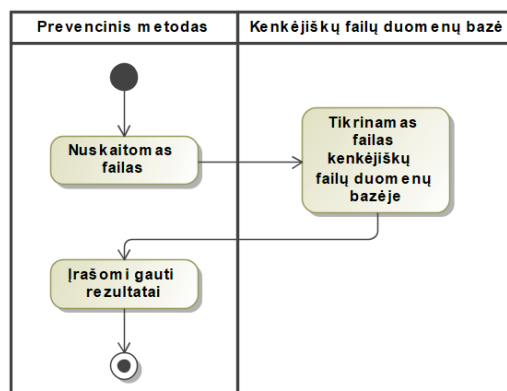 Prevencinis metodas
Kenkėjiškų failų duomenų bazė
Nuskaitomas
failas
Tikrinamas
failas
kenkėjiškų
failų duomenų
bazėje
Įrašomi gauti
rezultatai